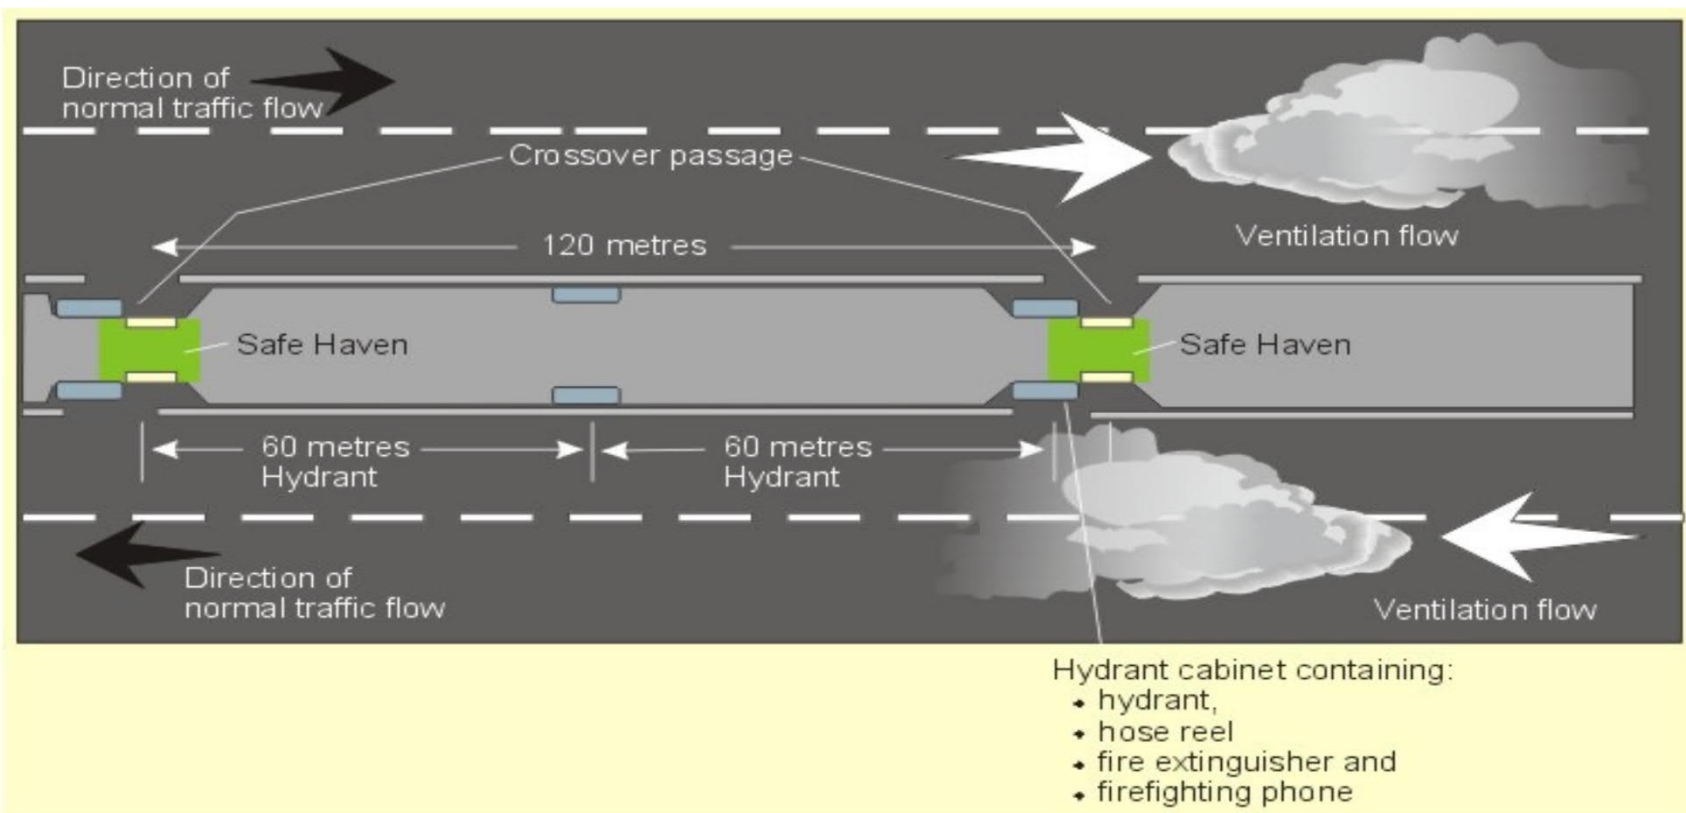 Direction of
normal traffic flow
Crossover passage
120 metres
Ventilation flow
Safe Haven
Safe Haven
60 metres
Hydrant
60 metres
Hydrant
Direction of
normal traffic flow
Ventilation flow
Hydrant cabinet containing:
hydrant,
hose reel
fire extinguisher and
firefighting phone